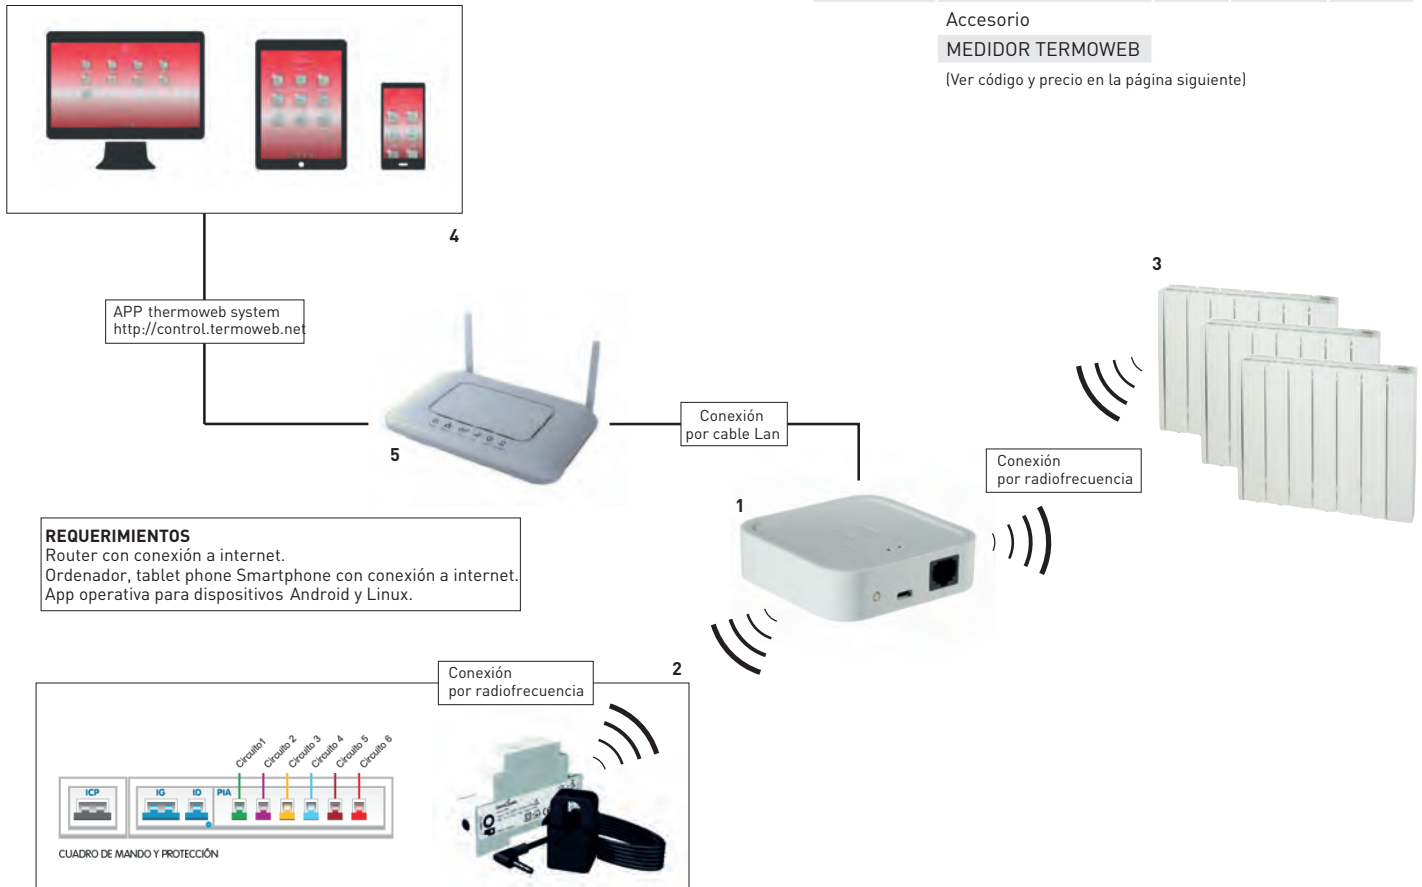 Accesorio
MEDIDOR TERMOWEB
(Ver código y precio en la página siguiente)
4
3
APP thermoweb system
http://control.termoweb.net
Conexión
por cable Lan
5
Conexión
por radiofrecuencia
1
REQUERIMIENTOS
Router con conexión a internet.
Ordenador, tablet phone Smartphone con conexión a internet.
App operativa para dispositivos Android y Linux.
2
Conexión
por radiofrecuencia
Circuito1
Circuito 2
Circuito 3
Circuito 4
Circuito 5
Circuito 6
ICP
IG
ID
PIA
CUADRO DE MANDO Y PROTECCIÓN